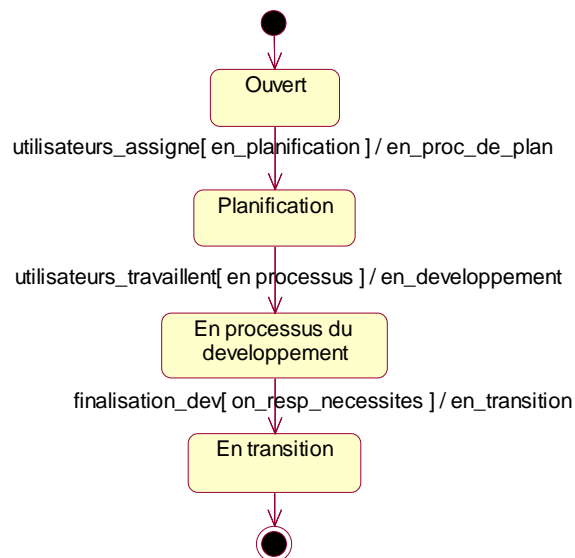 Ouvert
utilisateurs_assigne[ en_planification ] / en_proc_de_plan
Planification
utilisateurs_travaillent[ en processus ] / en_developpement
En processus du
developpement
finalisation_dev[ on_resp_necessites ] / en_transition
En transition